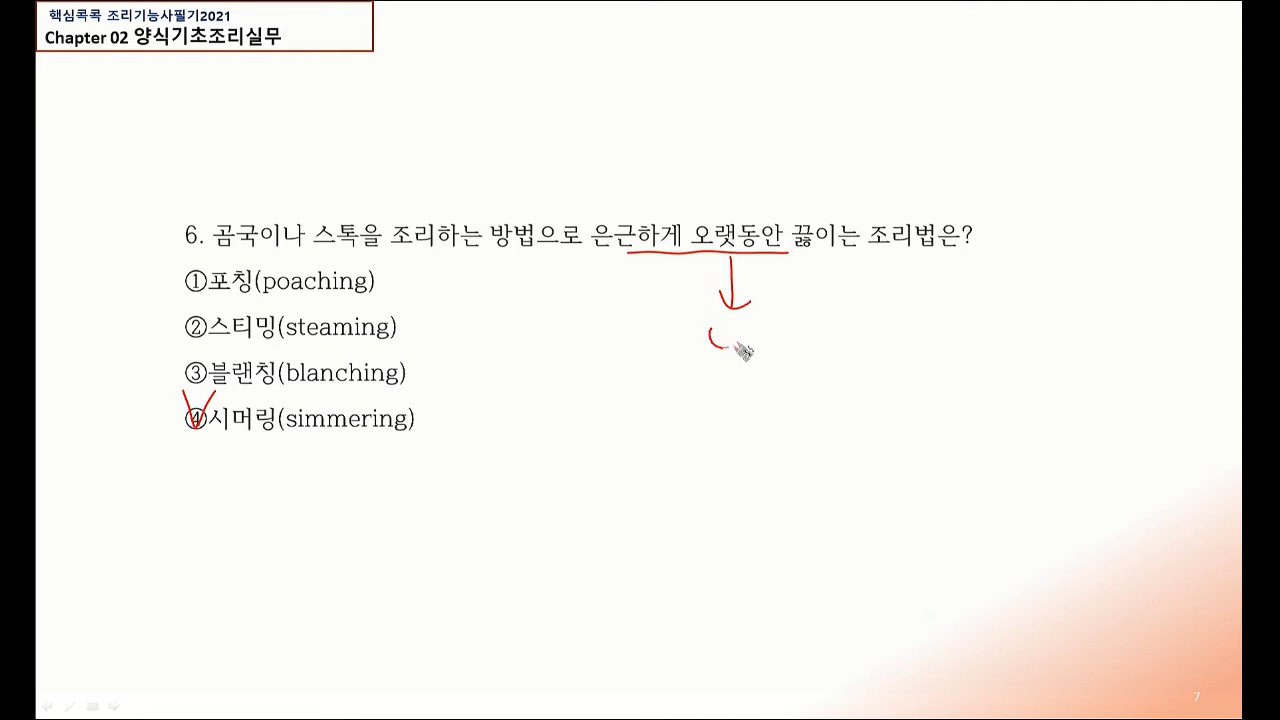 핵심콕콕 조리기능사필기2021
Chapter 02 양식기초조리실무
6. 곰국이나 스톡을 조리하는 방법으로 은근하게 오랫동안 끓이는 조리법은?
①포칭(poaching)
②스티밍(steaming)
③블랜칭(blanching)
④시머링(simmering)
7